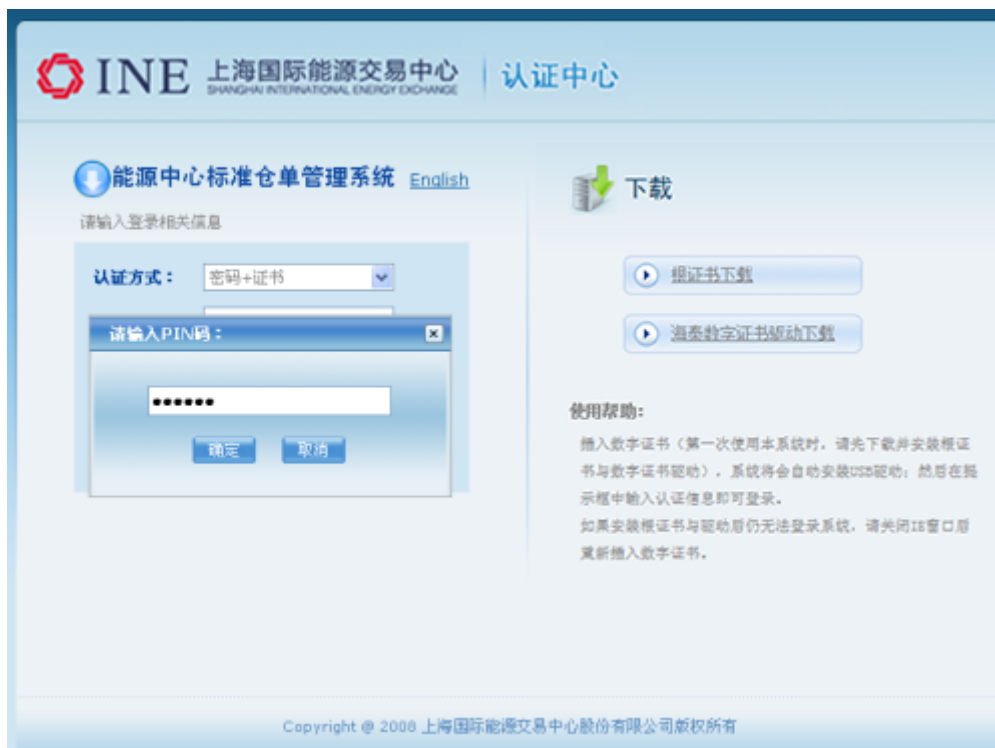 INE 上海国际能源交易中心 认证中心
SHANGHAI INTERNATIONAL ENERGY EXCHANGE
能源中心标准仓单管理系统 English
请输入登录相关信息
认证方式： 密码+证书
请输入PIN码：
••••••
确定 取消
下载
根证书下载
海泰数字证书驱动下载
使用帮助：
插入数字证书（第一次使用本系统时，请先下载并安装根证
书与数字证书驱动），系统将会自动安装USB驱动；然后在提
示框中输入认证信息即可登录。
如果安装根证书与驱动后仍无法登录系统，请关闭IE窗口后
重新插入数字证书。
Copyright @ 2008 上海国际能源交易中心股份有限公司版权所有